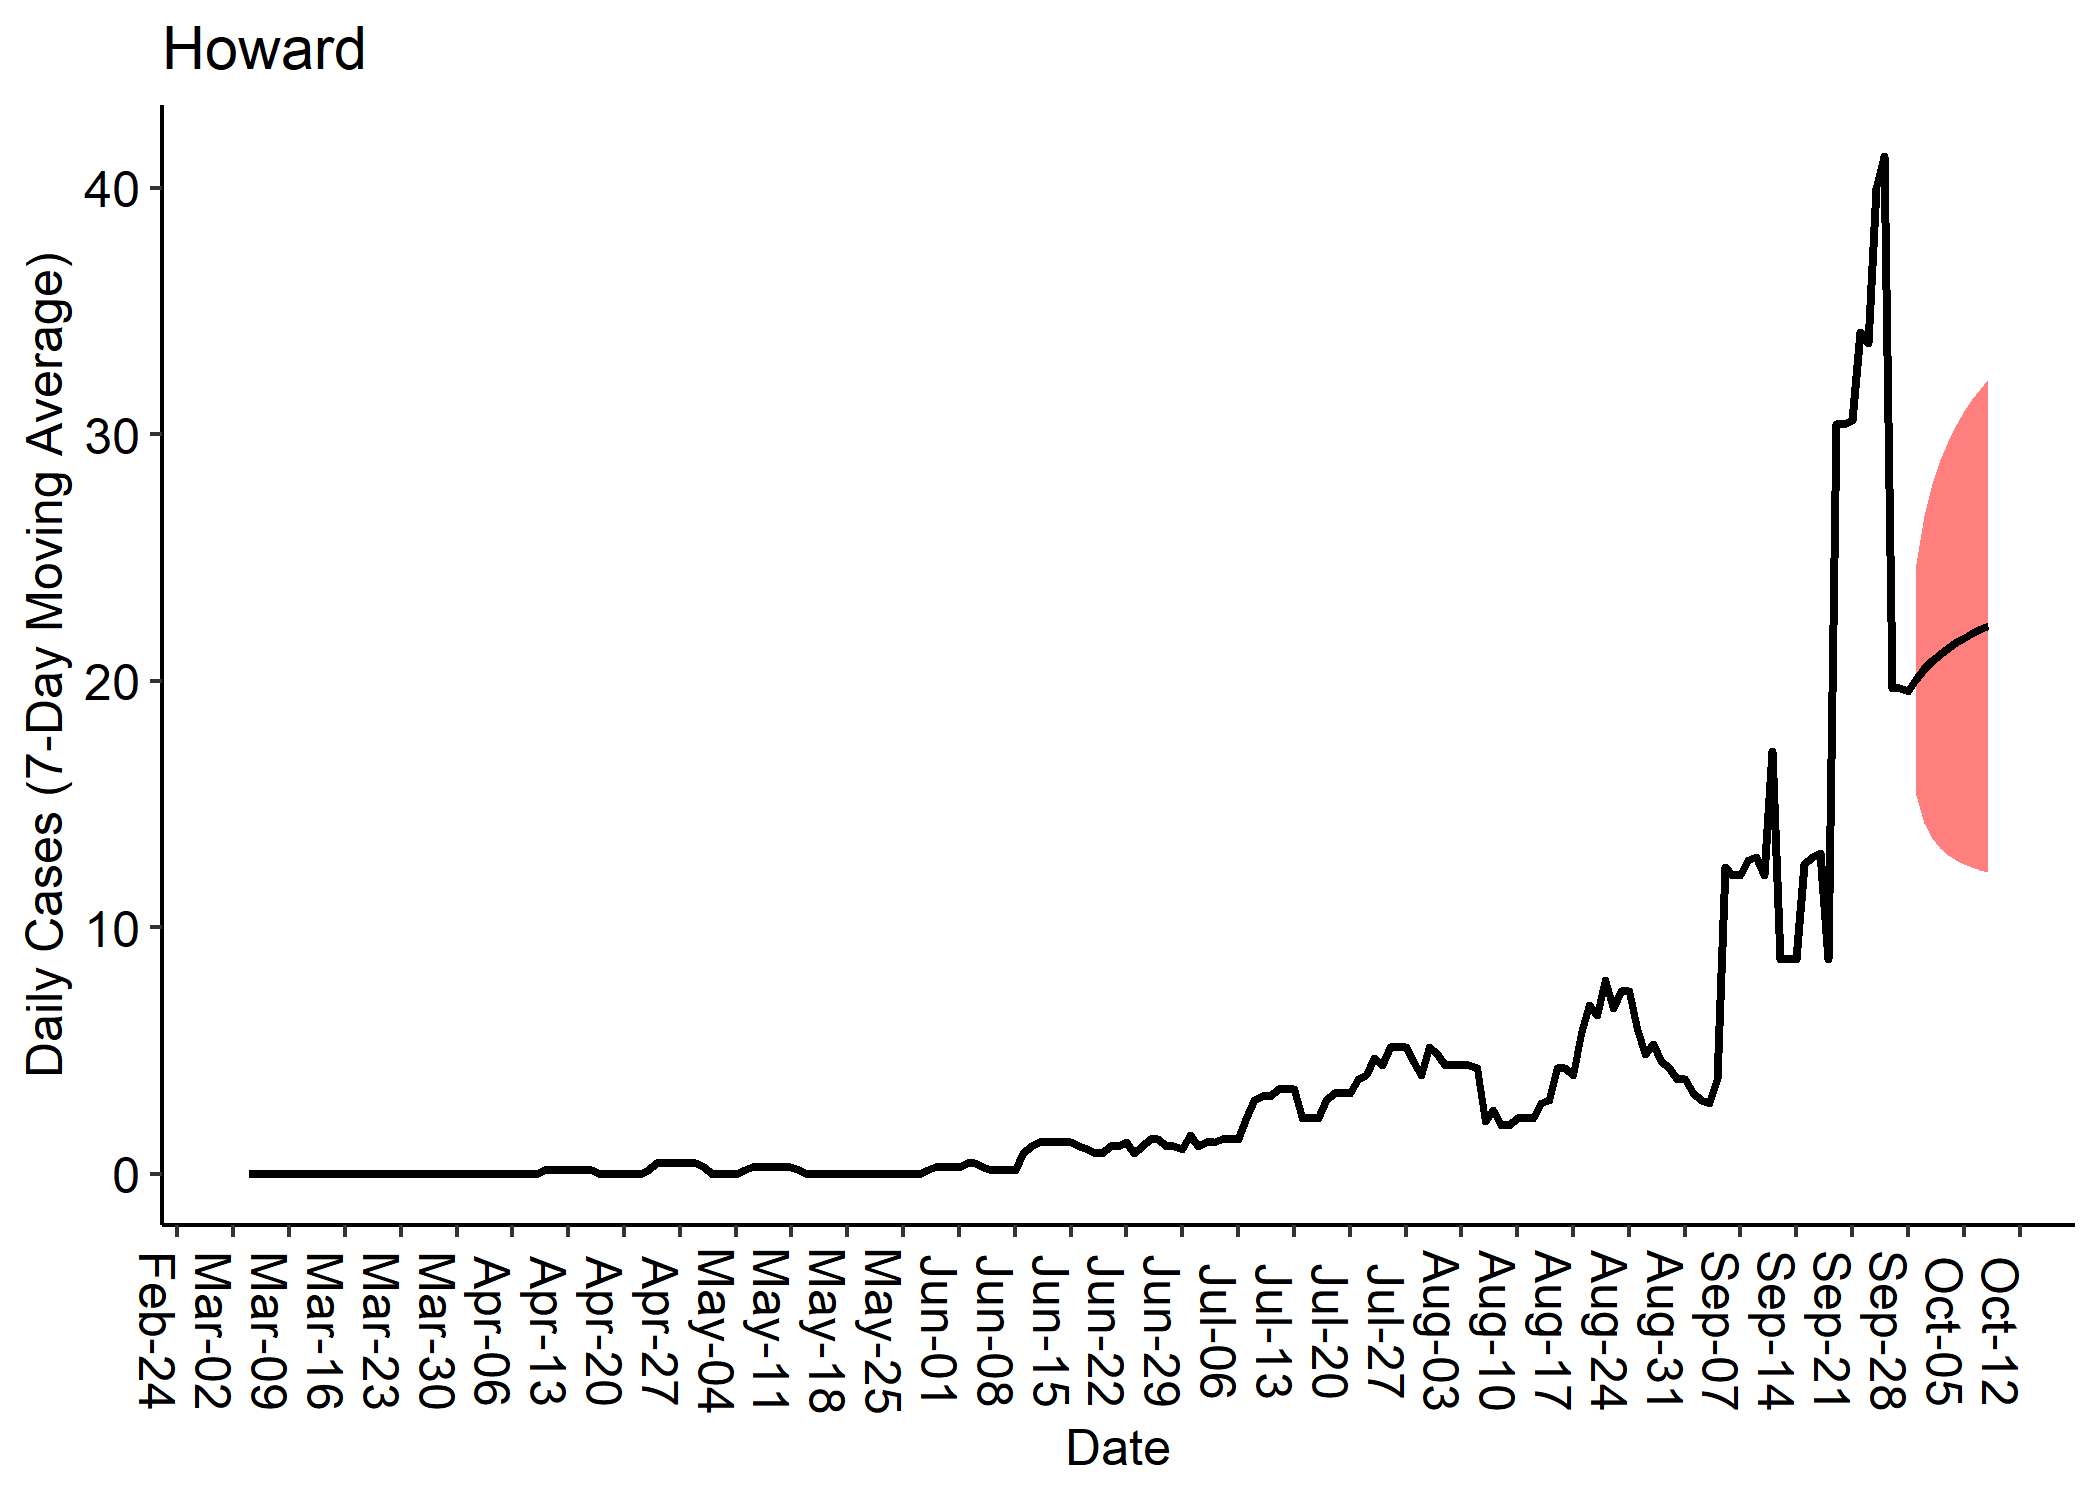 Howard
Daily Cases (7-Day Moving Average)
40
30
20
10
0
Feb-24
Mar-02
Mar-09
Mar-16
Mar-23
Mar-30
Apr-06
Apr-13
Apr-20
Apr-27
May-04
May-11
May-18
May-25
Jun-01
Jun-08
Jun-15
Jun-22
Jun-29
Jul-06
Jul-13
Jul-20
Jul-27
Aug-03
Aug-10
Aug-17
Aug-24
Aug-31
Sep-07
Sep-14
Sep-21
Sep-28
Oct-05
Oct-12
Date